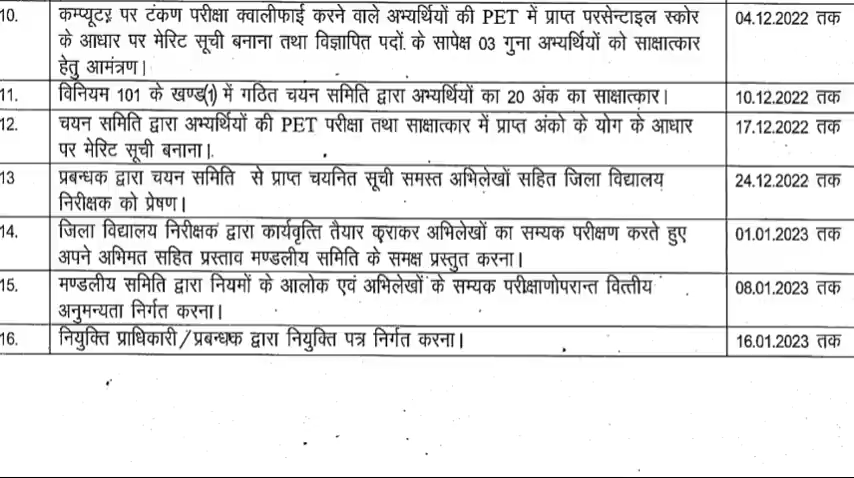 10. कम्प्यूटर पर टंकण परीक्षा क्वालीफाई करने वाले अभ्यर्थियों की PET में प्राप्त परसेन्टाइल स्कोर 04.12.2022 तक
के आधार पर मेरिट सूची बनाना तथा विज्ञापित पदों के सापेक्ष 03 गुना अभ्यर्थियों को साक्षात्कार
हेतु आमंत्रण।
11. विनियम 101 के खण्ड(1) में गठित चयन समिति द्वारा अभ्यर्थियों का 20 अंक का साक्षात्कार। 10.12.2022 तक
12. चयन समिति द्वारा अभ्यर्थियों की PET परीक्षा तथा साक्षात्कार में प्राप्त अंको के योग के आधार 17.12.2022 तक
पर मेरिट सूची बनाना।
13 प्रबन्धक द्वारा चयन समिति से प्राप्त चयनित सूची समस्त अभिलेखों सहित जिला विद्यालय 24.12.2022 तक
निरीक्षक को प्रेषण।
14. जिला विद्यालय निरीक्षक द्वारा कार्यवृत्ति तैयार कराकर अभिलेखों का सम्यक परीक्षण करते हुए 01.01.2023 तक
अपने अभिमत सहित प्रस्ताव मण्डलीय समिति के समक्ष प्रस्तुत करना।
15. मण्डलीय समिति द्वारा नियमों के आलोक एवं अभिलेखों के सम्यक परीक्षाणोपरान्त वित्तीय 08.01.2023 तक
अनुमन्यता निर्गत करना।
16. नियुक्ति प्राधिकारी/प्रबन्धक द्वारा नियुक्ति पत्र निर्गत करना। 16.01.2023 तक